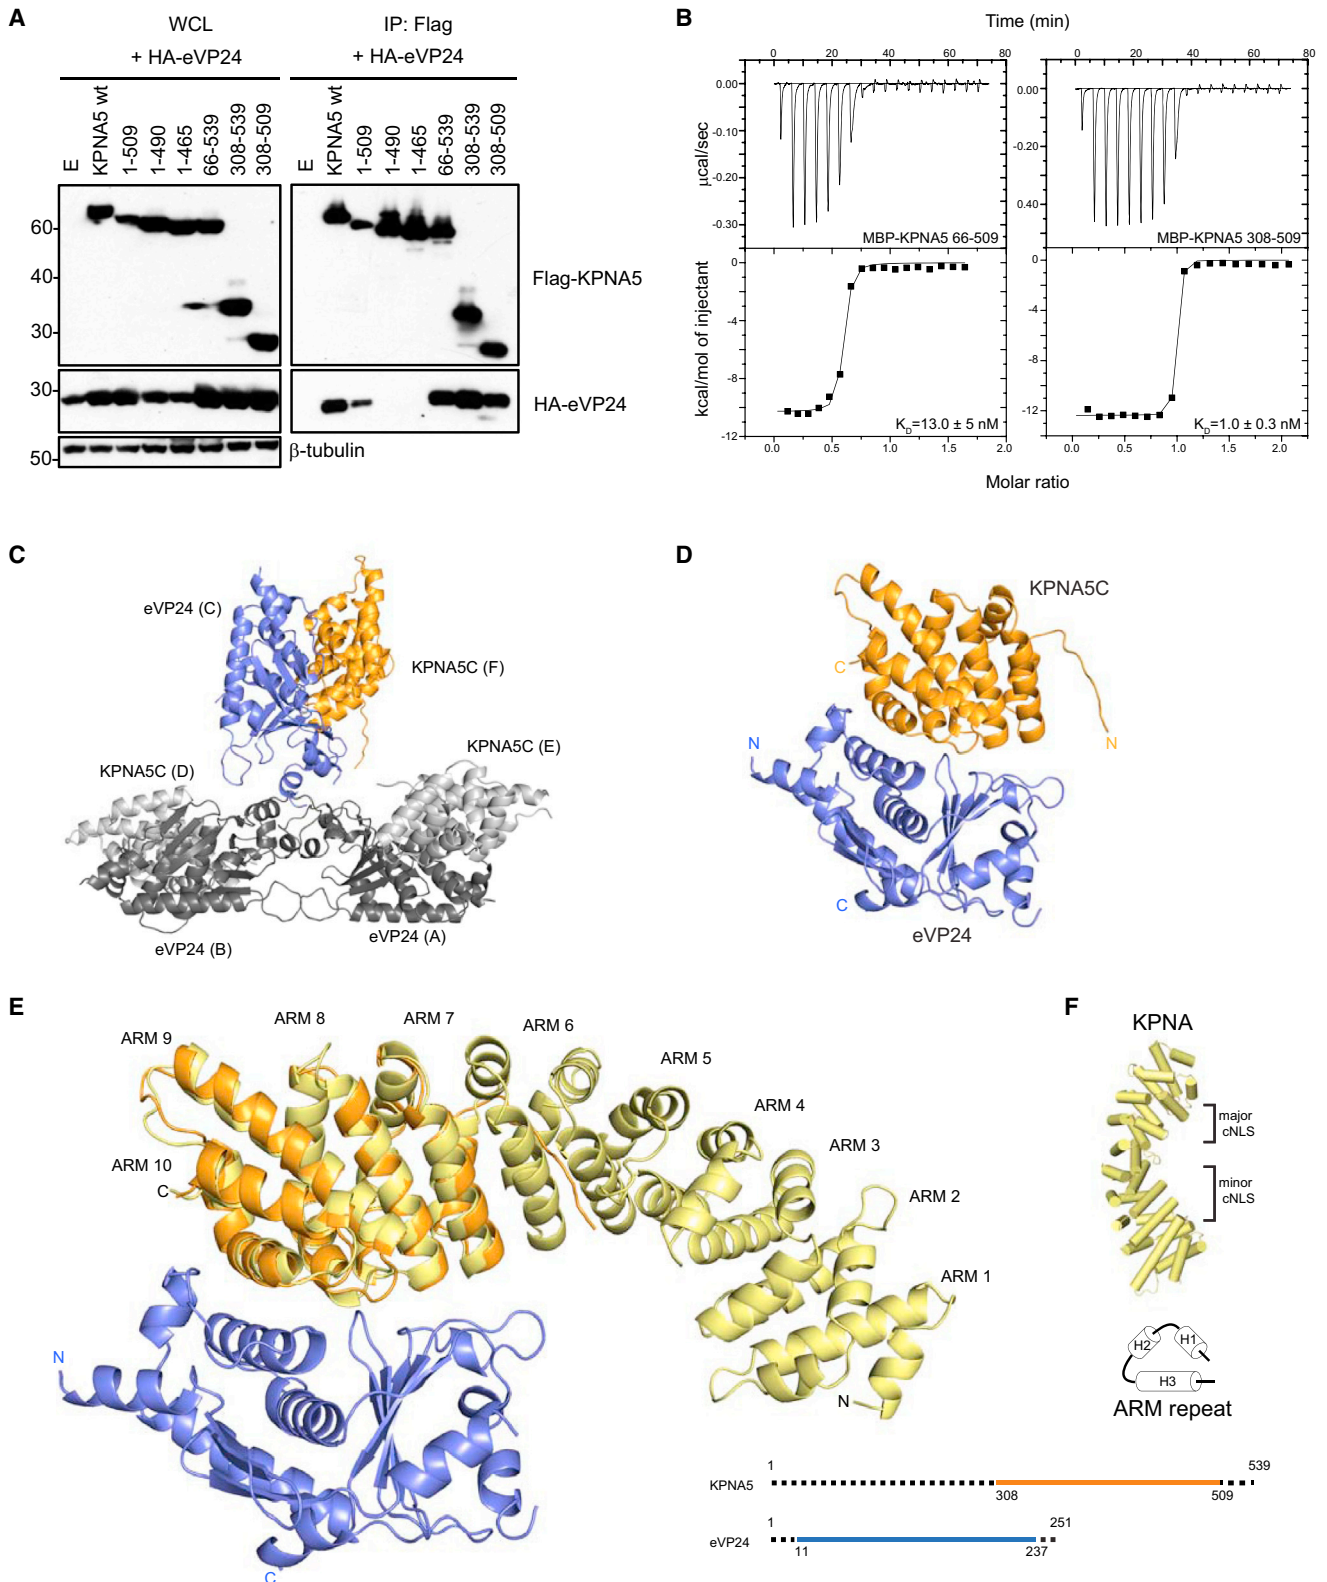 A
WCL
+ HA-eVP24
IP: Flag
+ HA-eVP24
E
KPNA5 wt
1-509
1-490
1-465
66-539
308-539
308-509
E
KPNA5 wt
1-509
1-490
1-465
66-539
308-539
308-509
60
40
30
Flag-KPNA5
30
HA-eVP24
50
β-tubulin
B
Time (min)
0 20 40 60 80
0 20 40 60 80
0.00
-0.10
-0.20
-0.30
0.00
-0.20
0.40
µcal/sec
MBP-KPNA5 66-509
MBP-KPNA5 308-509
0
-4
-8
-12
0
-4
-8
-12
kcal/mol of injectant
K_D=13.0 ± 5 nM
K_D=1.0 ± 0.3 nM
0.0 0.5 1.0 1.5 2.0
0.0 0.5 1.0 1.5 2.0
Molar ratio
C
eVP24 (C)
KPNA5C (F)
KPNA5C (E)
KPNA5C (D)
eVP24 (B)
eVP24 (A)
D
KPNA5C
C
N
N
C
eVP24
E
ARM 9
ARM 8
ARM 7
ARM 6
ARM 5
ARM 4
ARM 3
ARM 2
ARM 1
ARM 10
C
N
N
C
F
KPNA
major
cNLS
minor
cNLS
H2
H1
H3
ARM repeat
1
539
KPNA5
308
509
1
251
eVP24
11
237